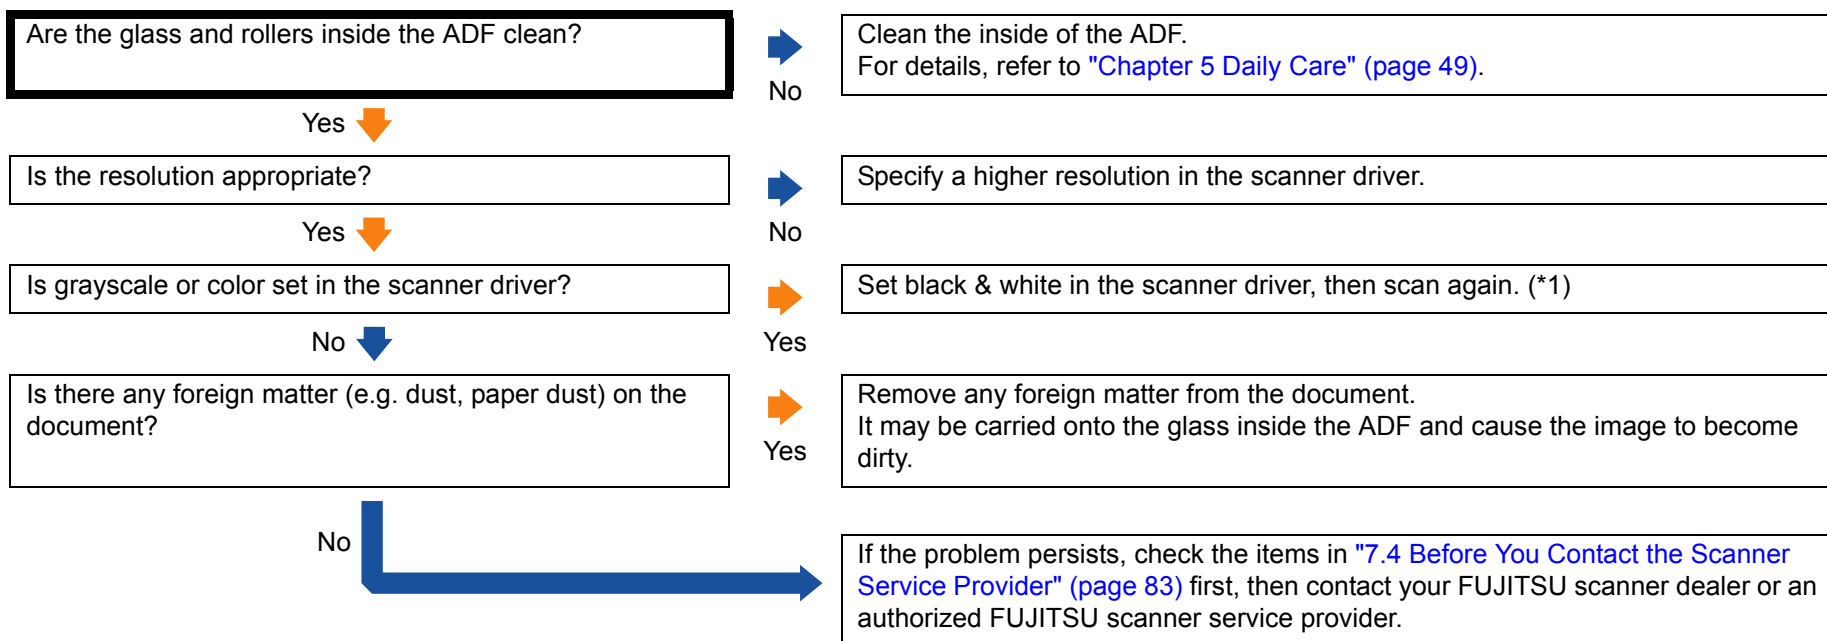 Are the glass and rollers inside the ADF clean?
No
Clean the inside of the ADF.
For details, refer to "Chapter 5 Daily Care" (page 49).
Yes
Is the resolution appropriate?
No
Specify a higher resolution in the scanner driver.
Yes
Is grayscale or color set in the scanner driver?
Yes
Set black & white in the scanner driver, then scan again. (*1)
No
Is there any foreign matter (e.g. dust, paper dust) on the
document?
Yes
Remove any foreign matter from the document.
It may be carried onto the glass inside the ADF and cause the image to become
dirty.
No
If the problem persists, check the items in "7.4 Before You Contact the Scanner
Service Provider" (page 83) first, then contact your FUJITSU scanner dealer or an
authorized FUJITSU scanner service provider.